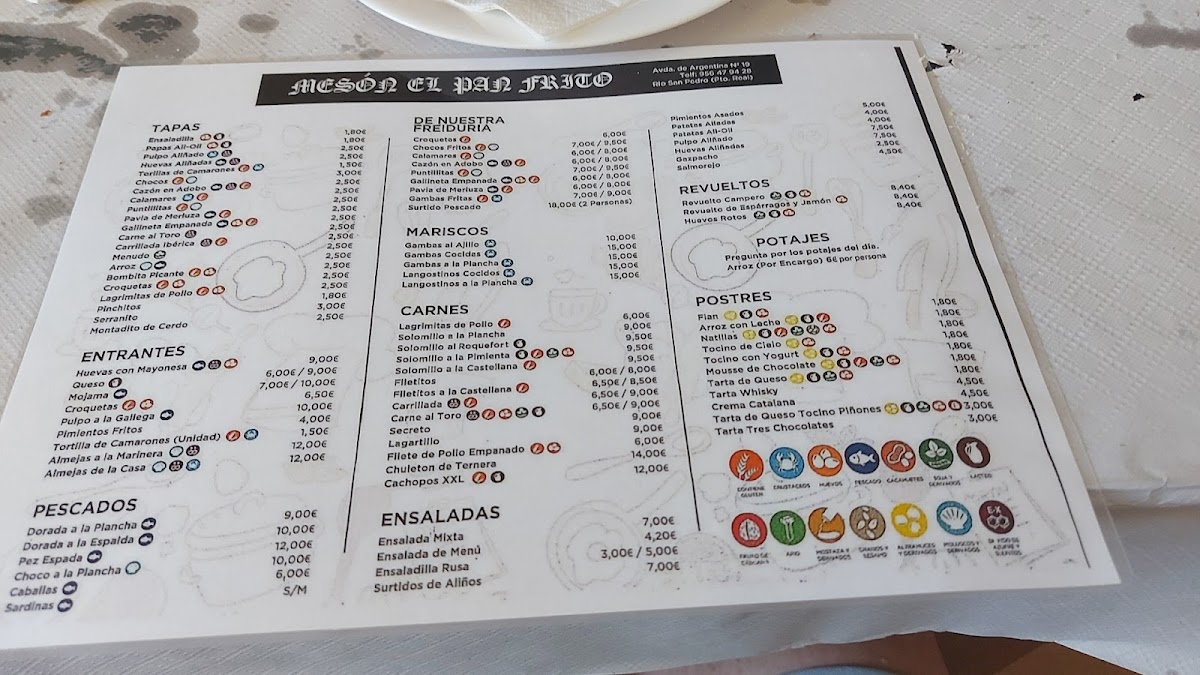 MESÓN EL PAN FRITO
Avda. de Argentina Nº 19
Telf: 956 47 94 28
Río San Pedro (Pto. Real)
TAPAS
Ensaladilla 1,80€
Papas Ali-Oli 1,80€
Pulpo Aliñado 2,50€
Huevas Aliñadas 2,50€
Tortillas de Camarones 1,50€
Chocos 3,00€
Cazón en Adobo 2,50€
Calamares 2,50€
Puntillitas 2,50€
Pavia de Merluza 2,50€
Gallineta Empanada 2,50€
Carne al Toro 2,50€
Carrillada Ibérica 2,50€
Menudo 2,50€
Arroz 2,50€
Bombita Picante 2,50€
Croquetas 2,50€
Lagrimitas de Pollo 2,50€
Pinchitos 1,80€
Serranito 3,00€
Montadito de Cerdo 2,50€
ENTRANTES
Huevas con Mayonesa 9,00€
Queso 6,00€ / 9,00€
Mojama 7,00€ / 10,00€
Croquetas 6,50€
Pulpo a la Gallega 10,00€
Pimientos Fritos 4,00€
Tortilla de Camarones (Unidad) 1,50€
Almejas a la Marinera 12,00€
Almejas de la Casa 12,00€
PESCADOS
Dorada a la Plancha 9,00€
Dorada a la Espalda 10,00€
Pez Espada 12,00€
Choco a la Plancha 10,00€
Caballas 6,00€
Sardinas S/M
DE NUESTRA
FREIDURIA
Croquetas 6,00€
Chocos Fritos 7,00€ / 9,50€
Calamares 6,00€ / 8,00€
Cazón en Adobo 6,00€ / 8,00€
Puntillitas 7,00€ / 9,50€
Gallineta Empanada 6,00€ / 8,00€
Pavia de Merluza 6,00€ / 8,00€
Gambas Fritas 7,00€ / 9,00€
Surtido Pescado 18,00€ (2 Personas)
MARISCOS
Gambas al Ajillo 10,00€
Gambas Cocidas 15,00€
Gambas a la Plancha 15,00€
Langostinos Cocidos 15,00€
Langostinos a la Plancha 15,00€
CARNES
Lagrimitas de Pollo 6,00€
Solomillo a la Plancha 9,00€
Solomillo al Roquefort 9,50€
Solomillo a la Pimienta 9,50€
Solomillo a la Castellana 9,50€
Filetitos 6,00€ / 8,00€
Filetitos a la Castellana 6,50€ / 8,50€
Carrillada 6,50€ / 9,00€
Carne al Toro 6,50€ / 9,00€
Secreto 9,00€
Lagartillo 9,00€
Filete de Pollo Empanado 6,00€
Chuleton de Ternera 14,00€
Cachopos XXL 12,00€
ENSALADAS
Ensalada Mixta 7,00€
Ensalada de Menú 4,20€
Ensaladilla Rusa 3,00€ / 5,00€
Surtidos de Aliños 7,00€
Pimientos Asados 5,00€
Patatas Aliladas 4,00€
Patatas Ali-Oil 4,00€
Pulpo Aliñado 7,50€
Huevas Aliñadas 7,50€
Gaspacho 2,50€
Salmorejo 4,50€
REVUELTOS
Revuelto Campero 8,40€
Revuelto de Espárragos y Jamón 8,40€
Huevos Rotos 8,40€
POTAJES
Pregunta por los potajes del día.
Arroz (Por Encargo) 6€ por persona
POSTRES
Flan 1,80€
Arroz con Leche 1,80€
Natillas 1,80€
Tocino de Cielo 1,80€
Tocino con Yogurt 1,80€
Mousse de Chocolate 1,80€
Tarta de Queso 1,80€
Tarta Whisky 4,50€
Crema Catalana 4,50€
Tarta de Queso Tocino Piñones 3,00€
Tarta Tres Chocolates 3,00€
CONTIENE GLUTEN
CRUSTÁCEOS
HUEVOS
PESCADO
CACAHUETES
SOJA Y DERIVADOS
LÁCTEO
FRUTO DE CÁSCARA
APIO
MOSTAZA Y DERIVADOS
GRANOS Y SÉSAMO
ALTRAMUCES Y DERIVADOS
MOLUSCOS Y DERIVADOS
DIÓXIDO DE AZUFRE Y SULFITOS